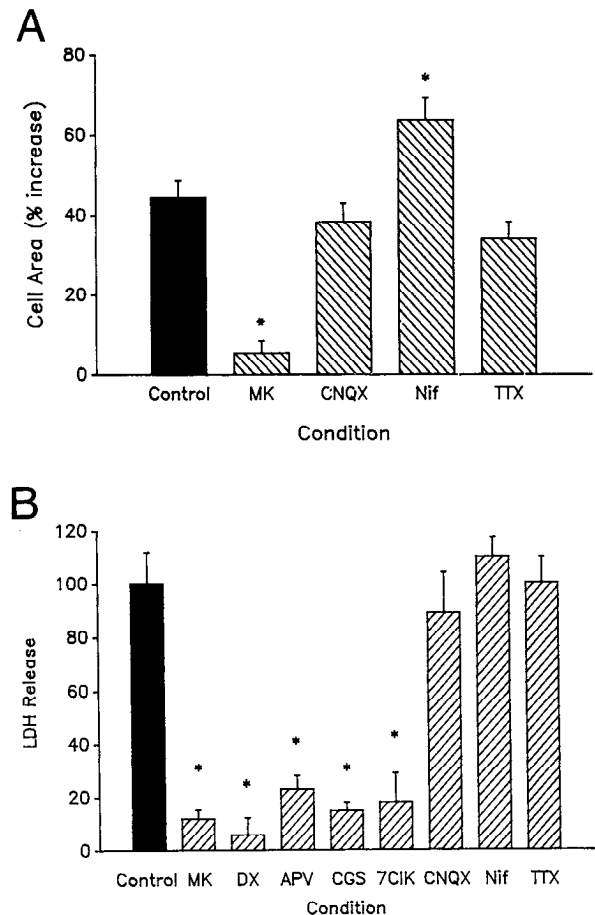 A
80
60
40
20
0
Cell Area (% increase)
*
*
Control MK CNQX Nif TTX
Condition
B
120
100
80
60
40
20
0
LDH Release
* * * * *
Control MK DX APV CGS 7ClK CNQX Nif TTX
Condition